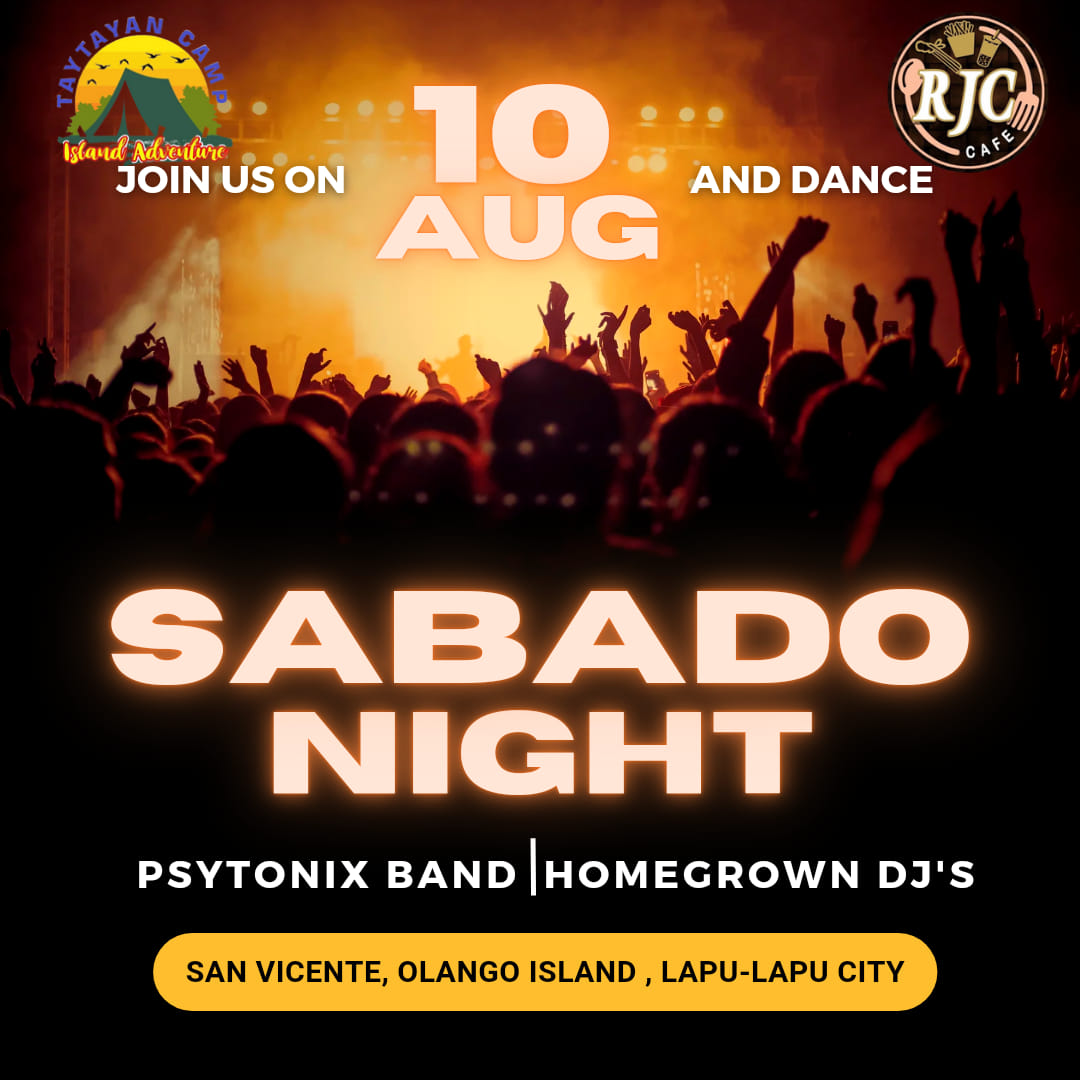 TAYTAYAN CAMP
Island Adventure
RJC
CAFE
JOIN US ON
10
AUG
AND DANCE
SABADO
NIGHT
PSYTONIX BAND | HOMEGROWN DJ'S
SAN VICENTE, OLANGO ISLAND , LAPU-LAPU CITY